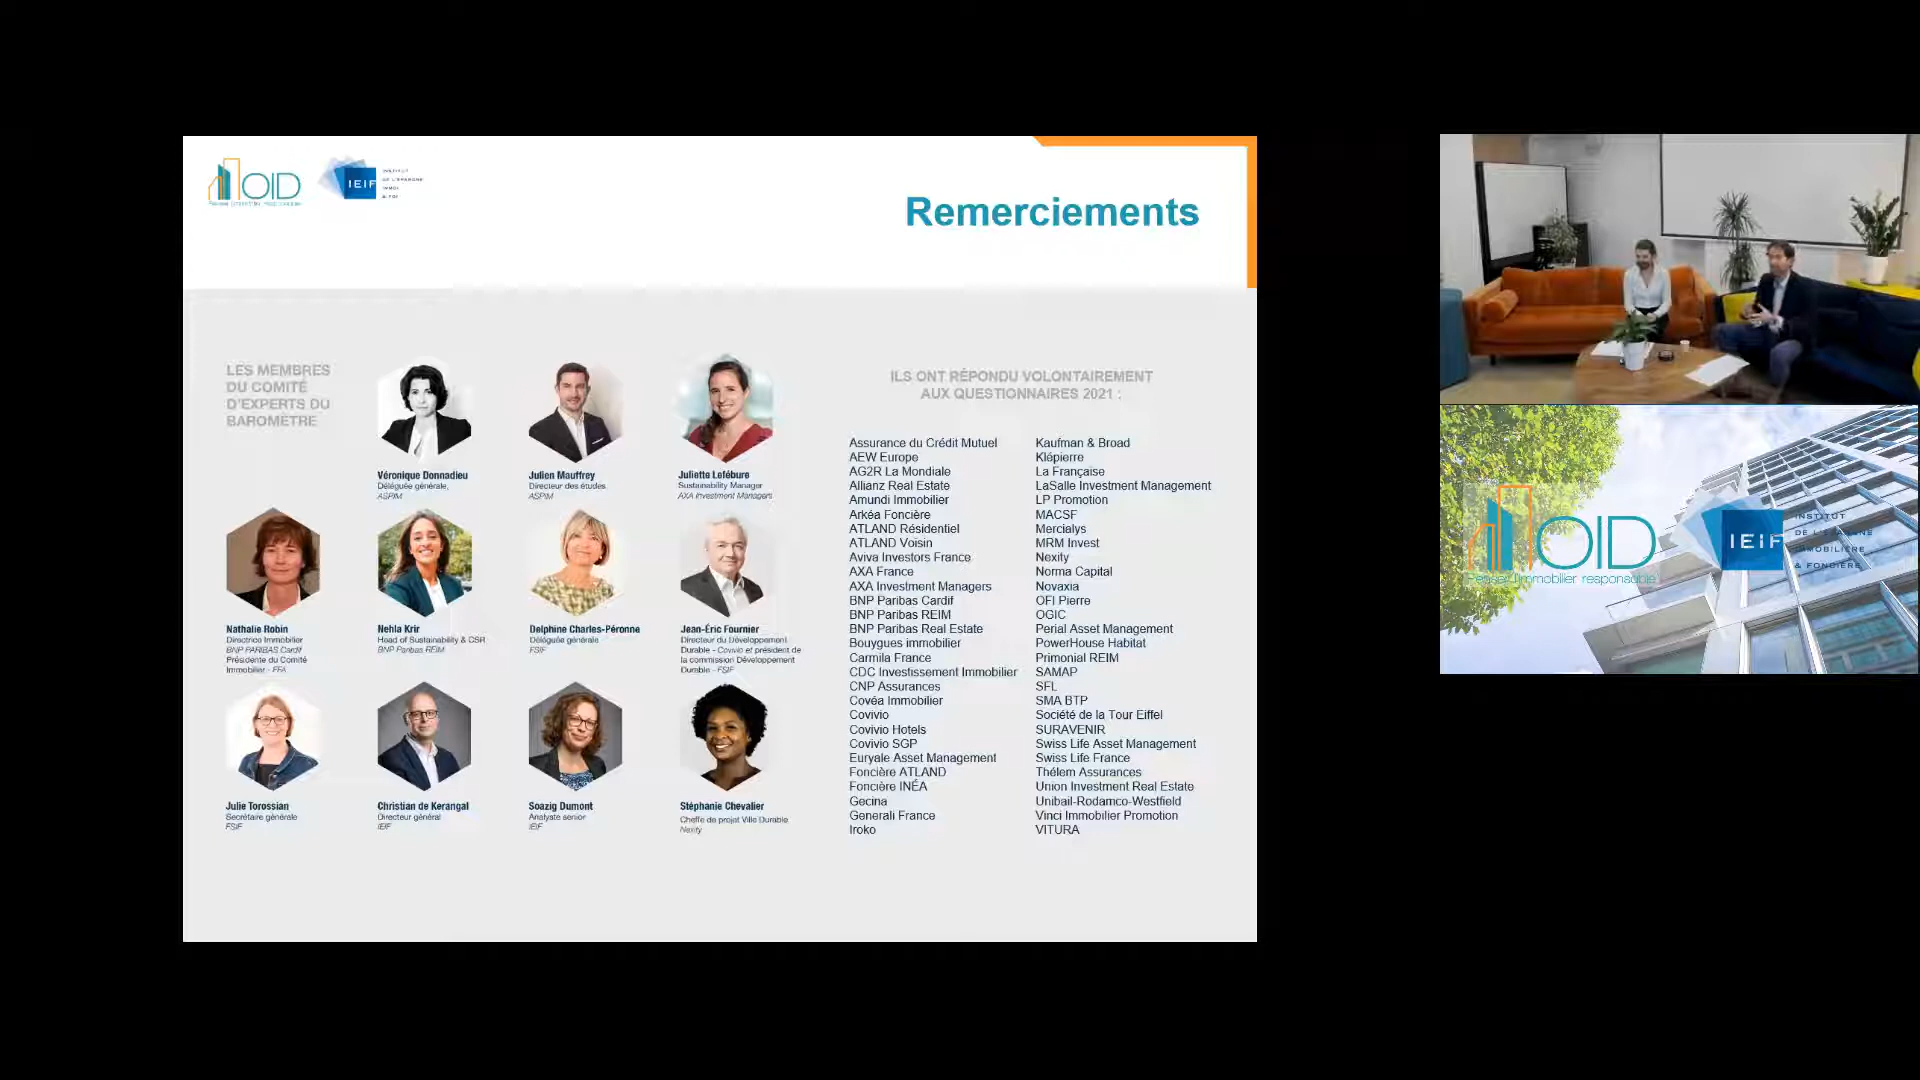 OID
IEIF
INSTITUT
DE L'ÉPARGNE
IMMOBILIÈRE
& FONCIÈRE
Remerciements
LES MEMBRES
DU COMITÉ
D'EXPERTS DU
BAROMÈTRE
Véronique Donnadieu
Déléguée générale,
ASPIM
Julien Mauffrey
Directeur des études
ASPIM
Juliette Lefébure
Sustainability Manager
AXA Investment Managers
Nathalie Robin
Directrice Immobilier
BNP PARIBAS Cardif
Présidente du Comité
Immobilier - FFA
Nehla Krir
Head of Sustainability & CSR
BNP Paribas REIM
Delphine Charles-Péronne
Déléguée générale
FSIF
Jean-Éric Fournier
Directeur du Développement
Durable - Covivio et président de
la commission Développement
Durable - FSIF
Julie Torossian
Secrétaire générale
FSIF
Christian de Kerangal
Directeur général
IEIF
Soazig Dumont
Analyste senior
IEIF
Stéphanie Chevalier
Cheffe de projet Ville Durable
Nexity
ILS ONT RÉPONDU VOLONTAIREMENT
AUX QUESTIONNAIRES 2021 :
Assurance du Crédit Mutuel
AEW Europe
AG2R La Mondiale
Allianz Real Estate
Amundi Immobilier
Arkéa Foncière
ATLAND Résidentiel
ATLAND Voisin
Aviva Investors France
AXA France
AXA Investment Managers
BNP Paribas Cardif
BNP Paribas REIM
BNP Paribas Real Estate
Bouygues immobilier
Carmila France
CDC Investissement Immobilier
CNP Assurances
Covéa Immobilier
Covivio
Covivio Hotels
Covivio SGP
Euryale Asset Management
Foncière ATLAND
Foncière INÉA
Gecina
Generali France
Iroko
Kaufman & Broad
Klépierre
La Française
LaSalle Investment Management
LP Promotion
MACSF
Mercialys
MRM Invest
Nexity
Norma Capital
Novaxia
OFI Pierre
OGIC
Perial Asset Management
PowerHouse Habitat
Primonial REIM
SAMAP
SFL
SMA BTP
Société de la Tour Eiffel
SURAVENIR
Swiss Life Asset Management
Swiss Life France
Thélem Assurances
Union Investment Real Estate
Unibail-Rodamco-Westfield
Vinci Immobilier Promotion
VITURA
OID
Penser l'immobilier responsable
IEIF
INSTITUT
DE L'ÉPARGNE
IMMOBILIÈRE
& FONCIÈRE